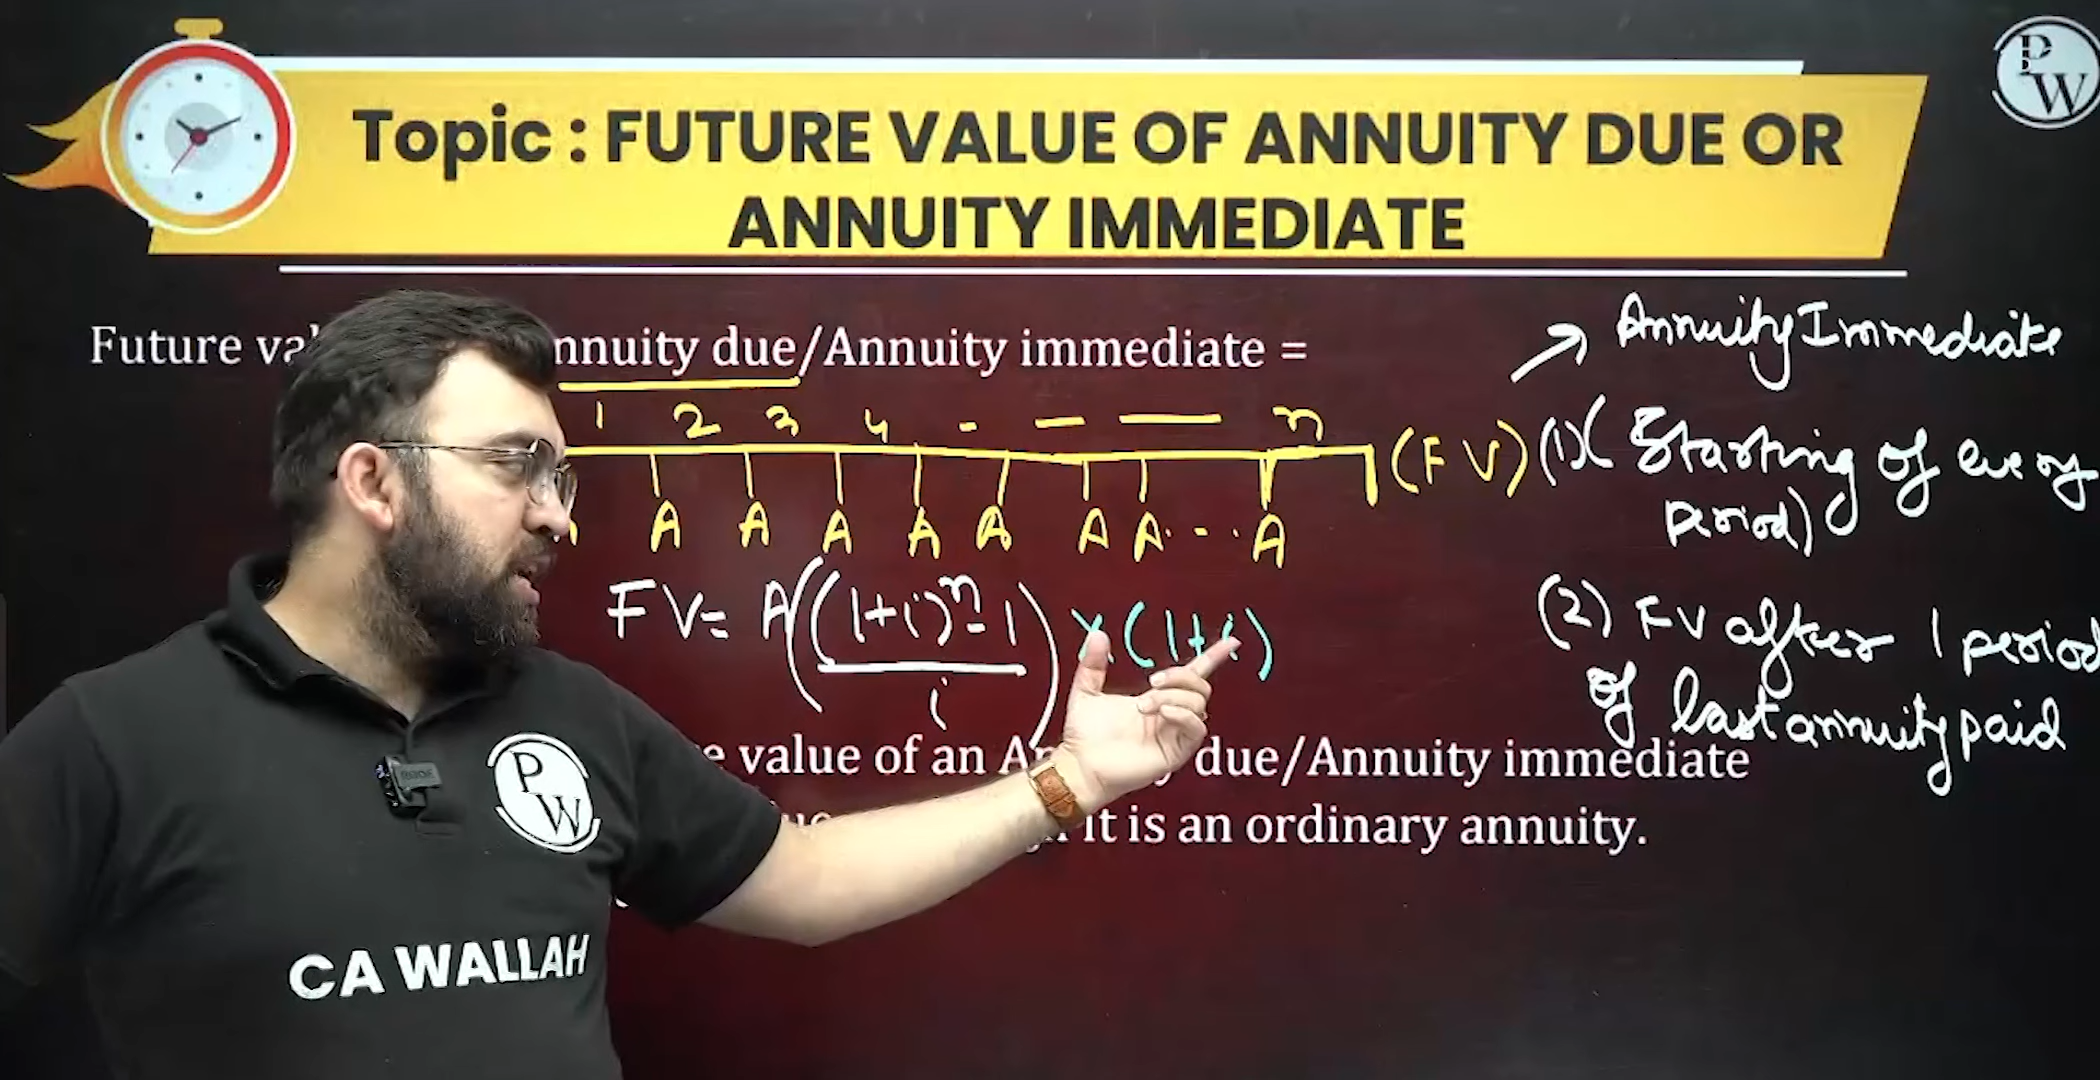 PW
Topic : FUTURE VALUE OF ANNUITY DUE OR
ANNUITY IMMEDIATE
Future due/Annuity immediate =
→ Annuity Immediate
1 2 3 4 - — — n
(FV)
(1) (Starting of every
period)
A A A A A A A - - A
FV= A(((1+i)^n-1)/i) x (1+i)
(2) FV after 1 period
of last annuity paid
value of an due/Annuity immediate
it is an ordinary annuity.
PW
CA WALLAH